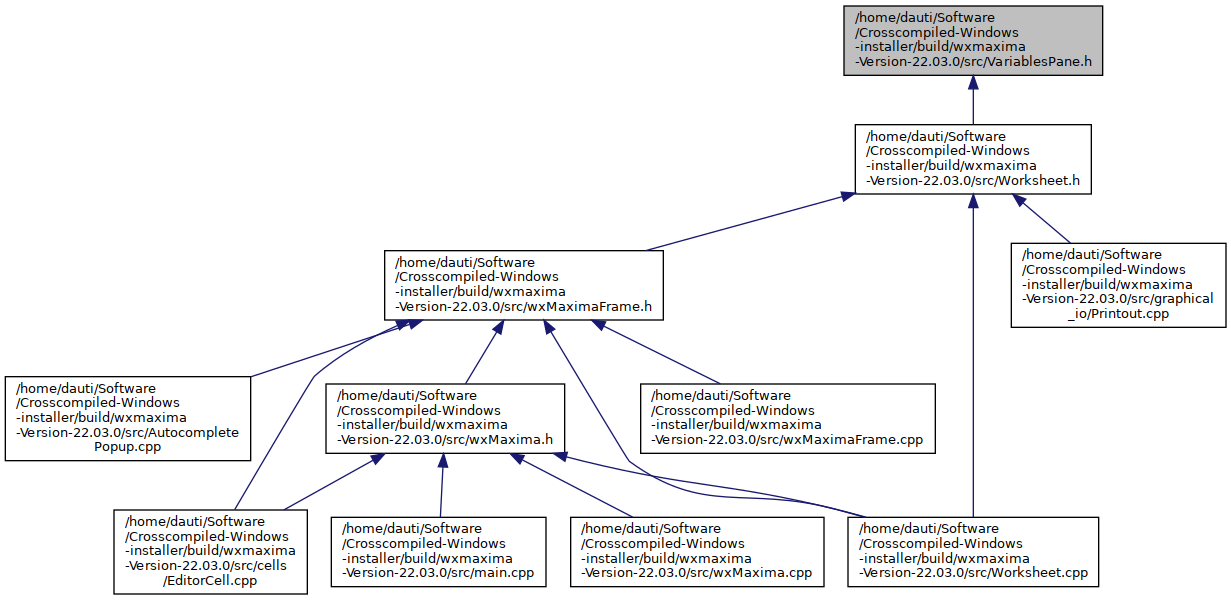 /home/dauti/Software
/Crosscompiled-Windows
-installer/build/wxmaxima
-Version-22.03.0/src/VariablesPane.h
/home/dauti/Software
/Crosscompiled-Windows
-installer/build/wxmaxima
-Version-22.03.0/src/Worksheet.h
/home/dauti/Software
/Crosscompiled-Windows
-installer/build/wxmaxima
-Version-22.03.0/src/wxMaximaFrame.h
/home/dauti/Software
/Crosscompiled-Windows
-installer/build/wxmaxima
-Version-22.03.0/src/graphical
_io/Printout.cpp
/home/dauti/Software
/Crosscompiled-Windows
-installer/build/wxmaxima
-Version-22.03.0/src/Autocomplete
Popup.cpp
/home/dauti/Software
/Crosscompiled-Windows
-installer/build/wxmaxima
-Version-22.03.0/src/wxMaxima.h
/home/dauti/Software
/Crosscompiled-Windows
-installer/build/wxmaxima
-Version-22.03.0/src/wxMaximaFrame.cpp
/home/dauti/Software
/Crosscompiled-Windows
-installer/build/wxmaxima
-Version-22.03.0/src/cells
/EditorCell.cpp
/home/dauti/Software
/Crosscompiled-Windows
-installer/build/wxmaxima
-Version-22.03.0/src/main.cpp
/home/dauti/Software
/Crosscompiled-Windows
-installer/build/wxmaxima
-Version-22.03.0/src/wxMaxima.cpp
/home/dauti/Software
/Crosscompiled-Windows
-installer/build/wxmaxima
-Version-22.03.0/src/Worksheet.cpp